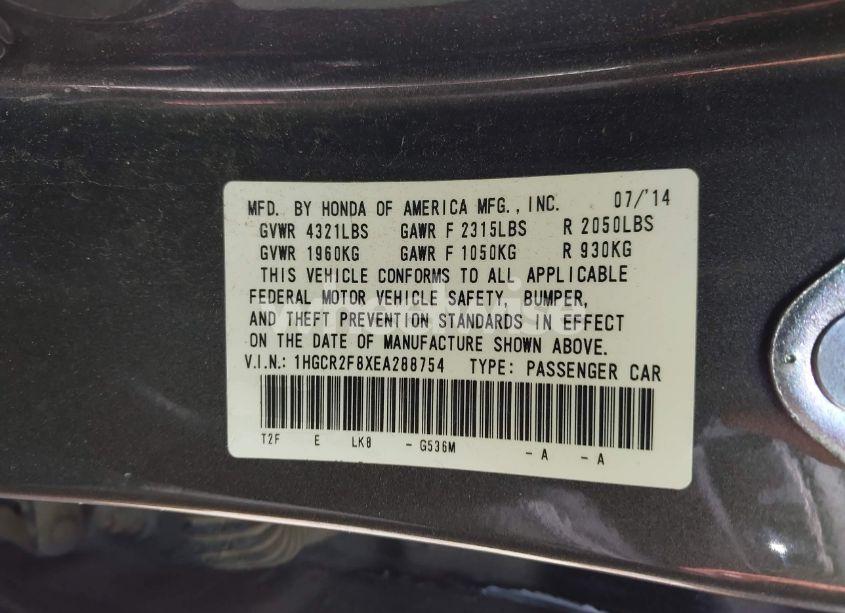 MFD. BY HONDA OF AMERICA MFG., INC. 07/'14
GVWR 4321LBS GAWR F 2315LBS R 2050LBS
GVWR 1960KG GAWR F 1050KG R 930KG
THIS VEHICLE CONFORMS TO ALL APPLICABLE
FEDERAL MOTOR VEHICLE SAFETY, BUMPER,
AND THEFT PREVENTION STANDARDS IN EFFECT
ON THE DATE OF MANUFACTURE SHOWN ABOVE.
V.I.N.: 1HGCR2F8XEA288754 TYPE: PASSENGER CAR
T2F E LK8 - G536M - A - A